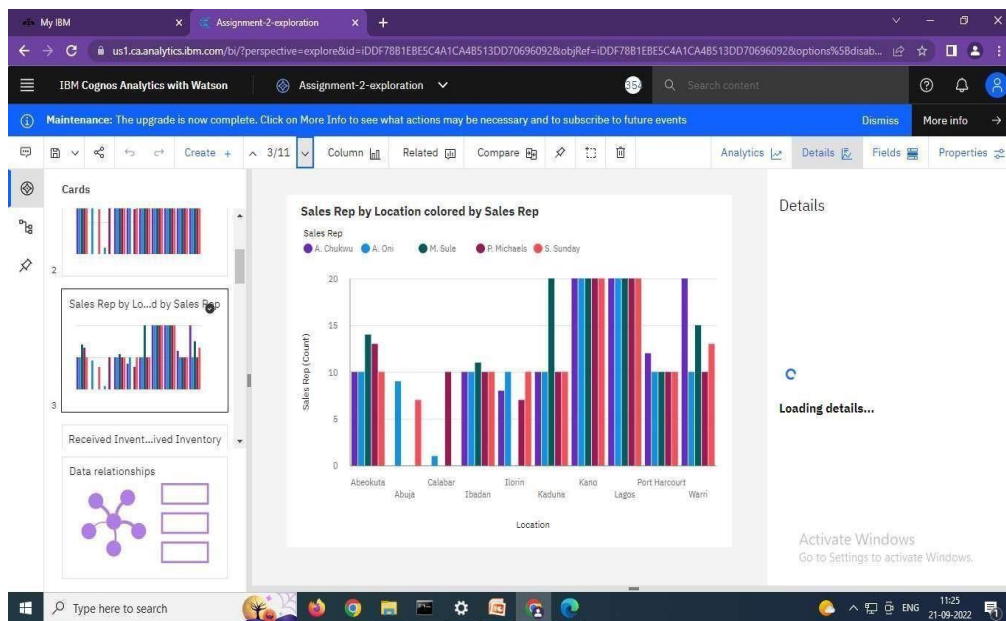 My IBM
Assignment-2-exploration
us1.ca.analytics.ibm.com/bi/?perspective=explore&id=iDDF78B1EBE5C4A1CA4B513DD70696092&objRef=iDDF78B1EBE5C4A1CA4B513DD70696092&options%5Bdisab...
IBM Cognos Analytics with Watson
Assignment-2-exploration
354
Search content
Maintenance: The upgrade is now complete. Click on More Info to see what actions may be necessary and to subscribe to future events
Dismiss
More info
Create +
3/11
Column
Related
Compare
Analytics
Details
Fields
Properties
Cards
2
Sales Rep by Lo...d by Sales Rep
3
Received Invent...ived Inventory
Data relationships
Sales Rep by Location colored by Sales Rep
Sales Rep
A. Chukwu A. Oni M. Sule P. Michaels S. Sunday
20
15
10
5
0
Sales Rep (Count)
Abeokuta Calabar Ilorin Kano Port Harcourt
Abuja Ibadan Kaduna Lagos Warri
Location
Details
Loading details...
Activate Windows
Go to Settings to activate Windows.
Type here to search
ENG
11:25
21-09-2022
1